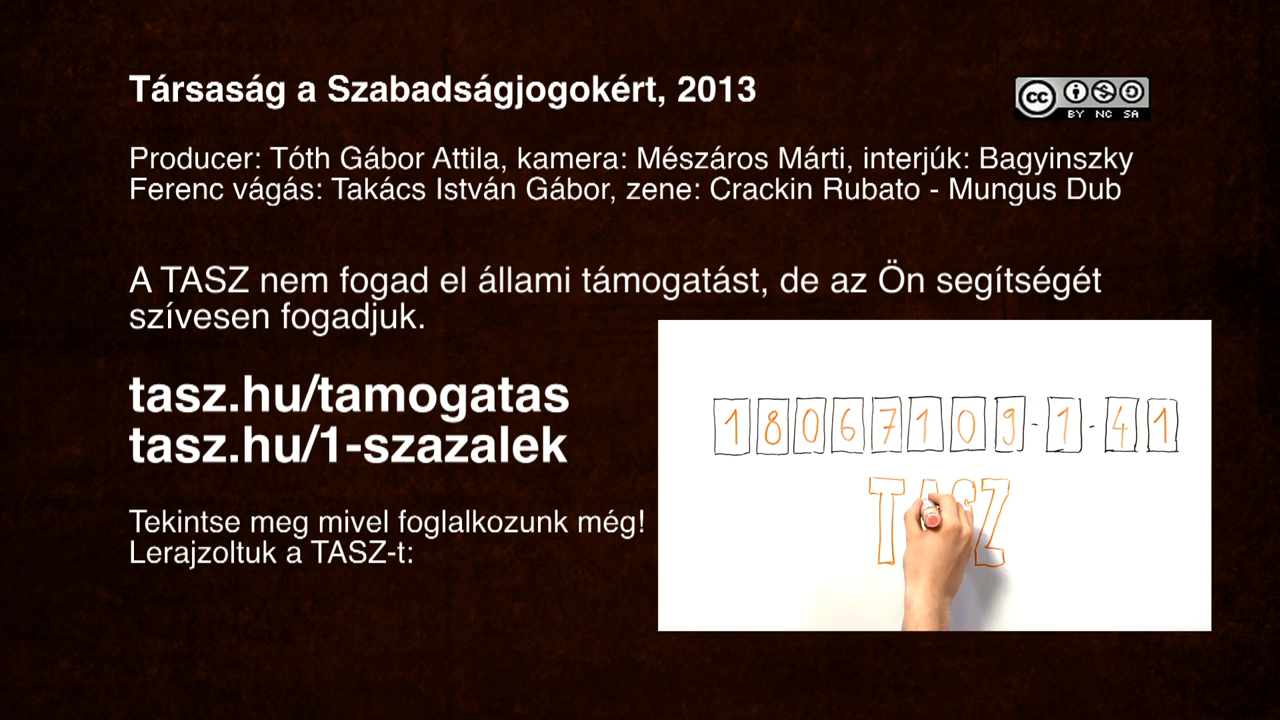 Társaság a Szabadságjogokért, 2013
cc BY NC SA
Producer: Tóth Gábor Attila, kamera: Mészáros Márti, interjúk: Bagyinszky
Ferenc vágás: Takács István Gábor, zene: Crackin Rubato - Mungus Dub
A TASZ nem fogad el állami támogatást, de az Ön segítségét
szívesen fogadjuk.
tasz.hu/tamogatas
tasz.hu/1-szazalek
18067109-1-41
TASZ
Tekintse meg mivel foglalkozunk még!
Lerajzoltuk a TASZ-t: